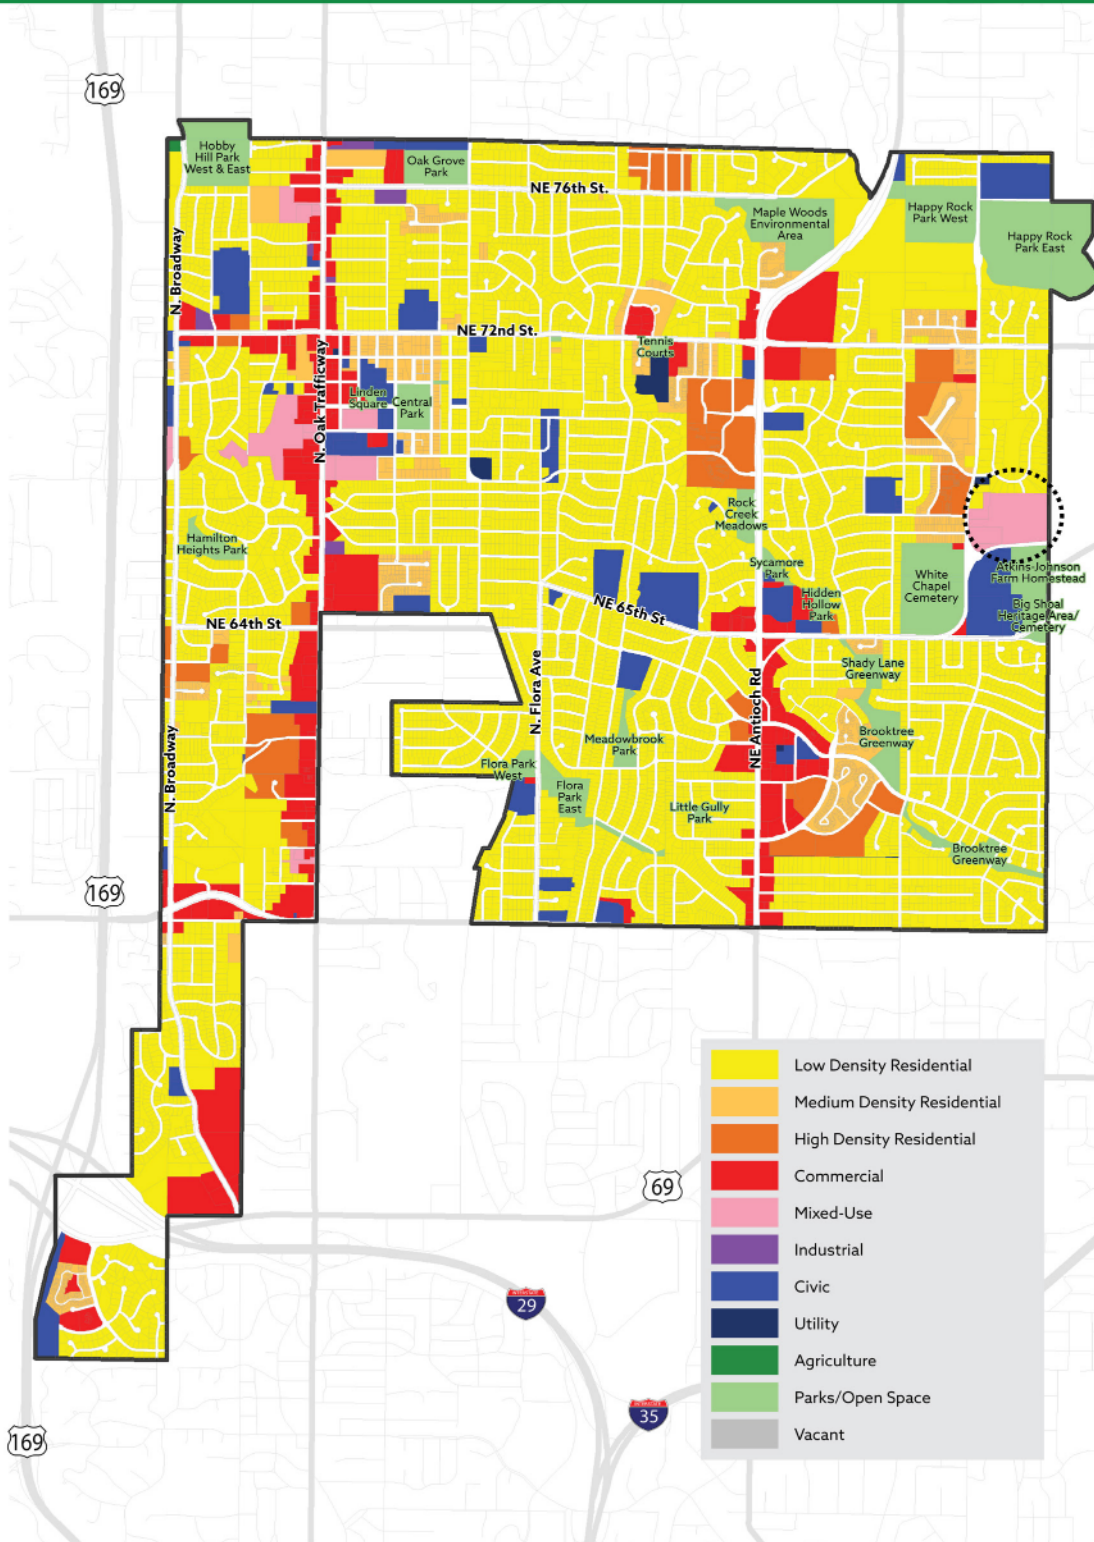 169
Hobby
Hill Park
West & East
Oak Grove
Park
NE 76th St.
Maple Woods
Environmental
Area
Happy Rock
Park West
Happy Rock
Park East
N. Broadway
N. Oak Trafficway
NE 72nd St.
Tennis
Courts
Linden
Square
Central
Park
Rock
Creek
Meadows
Hamilton
Heights Park
Sycamore
Park
Hidden
Hollow
Park
White
Chapel
Cemetery
Atkins-Johnson
Farm Homestead
Big Shoal
Heritage Area/
Cemetery
NE 65th St
NE 64th St
N. Flora Ave
NE Antioch Rd
Shady Lane
Greenway
Brooktree
Greenway
Meadowbrook
Park
Flora Park
West
Flora
Park
East
Little Gully
Park
Brooktree
Greenway
N. Broadway
169
69
INTERSTATE
29
INTERSTATE
35
169
Low Density Residential
Medium Density Residential
High Density Residential
Commercial
Mixed-Use
Industrial
Civic
Utility
Agriculture
Parks/Open Space
Vacant